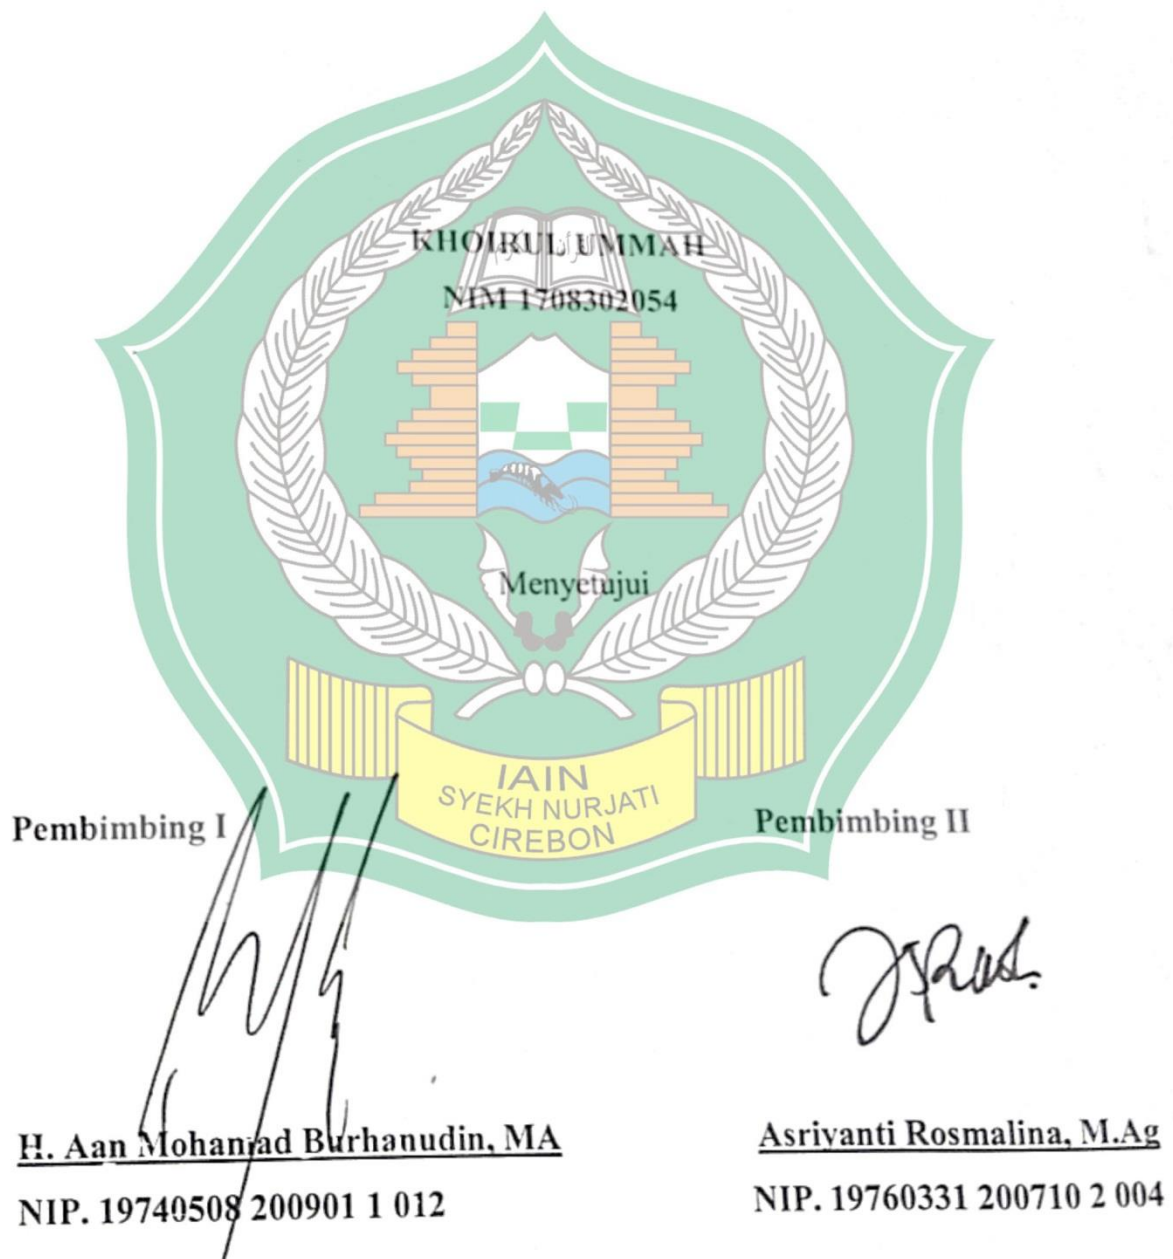 KHOIRUL UMMAH
NIM 1708302054
Menyetujui
IAIN
SYEKH NURJATI
CIREBON
Pembimbing I
Pembimbing II
H. Aan Mohamad Burhanudin, MA
Asriyanti Rosmalina, M.Ag
NIP. 19740508 200901 1 012
NIP. 19760331 200710 2 004